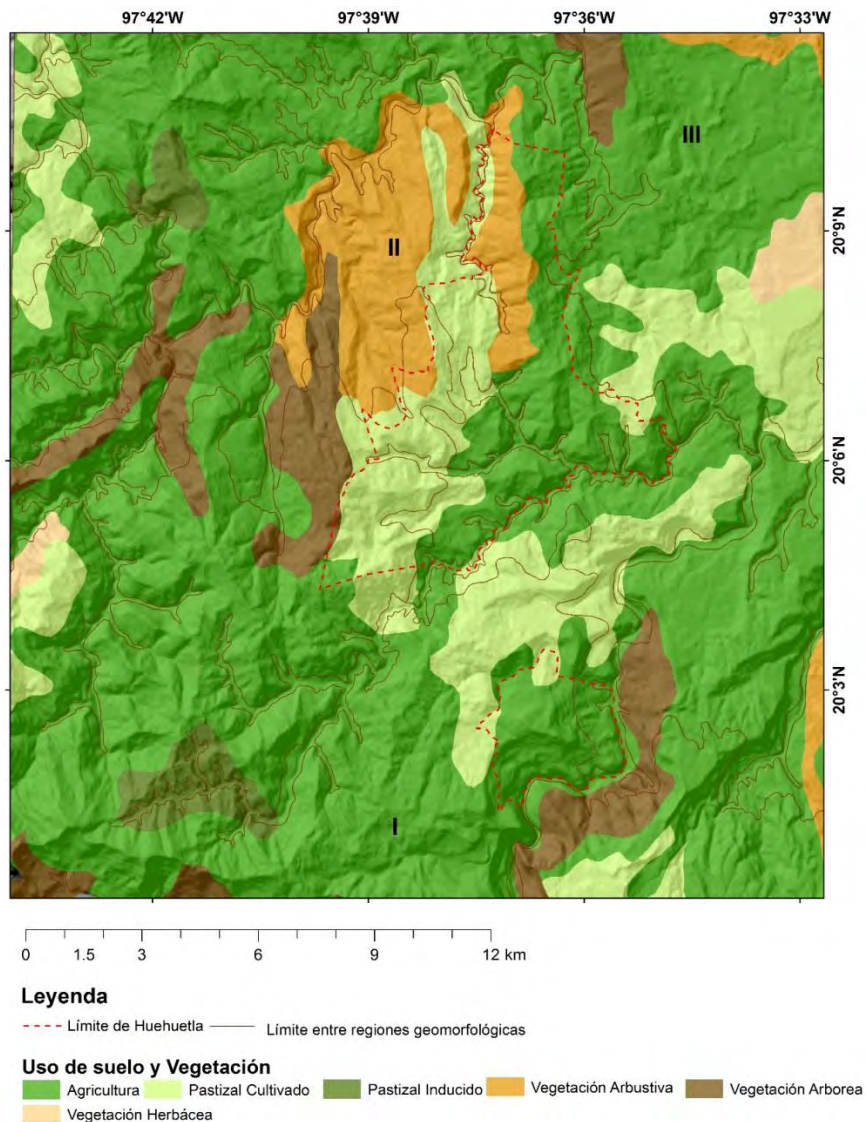 97°42'W 97°39'W 97°36'W 97°33'W
III
20°9'N
II
20°9'N
20°3'N
I
0 1.5 3 6 9 12 km
Leyenda
Límite de Huehuetla Límite entre regiones geomorfológicas
Uso de suelo y Vegetación
Agricultura Pastizal Cultivado Pastizal Inducido Vegetación Arbustiva Vegetación Arborea
Vegetación Herbácea